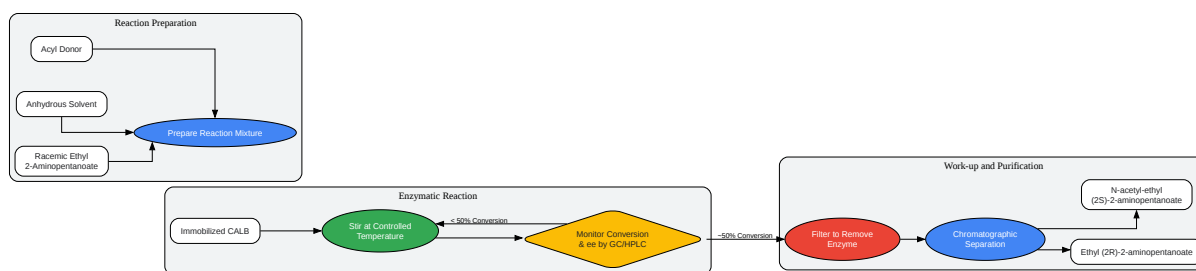 Reaction Preparation
Acyl Donor
Anhydrous Solvent
Prepare Reaction Mixture
Racemic Ethyl
2-Aminopentanoate
Enzymatic Reaction
Immobilized CALB
Stir at Controlled
Temperature
< 50% Conversion
Monitor Conversion
& ee by GC/HPLC
~50% Conversion
Work-up and Purification
Filter to Remove
Enzyme
Chromatographic
Separation
N-acetyl-ethyl
(2S)-2-aminopentanoate
Ethyl (2R)-2-aminopentanoate